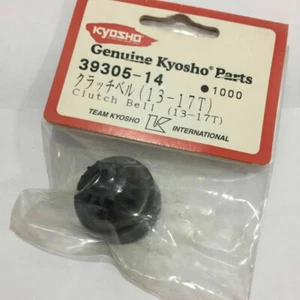 KYOSHO
Genuine Kyosho Parts
39305-14
●1000
クラッチベル(13-17T)
Clutch Bell (13-17T)
TEAM KYOSHO K INTERNATIONAL